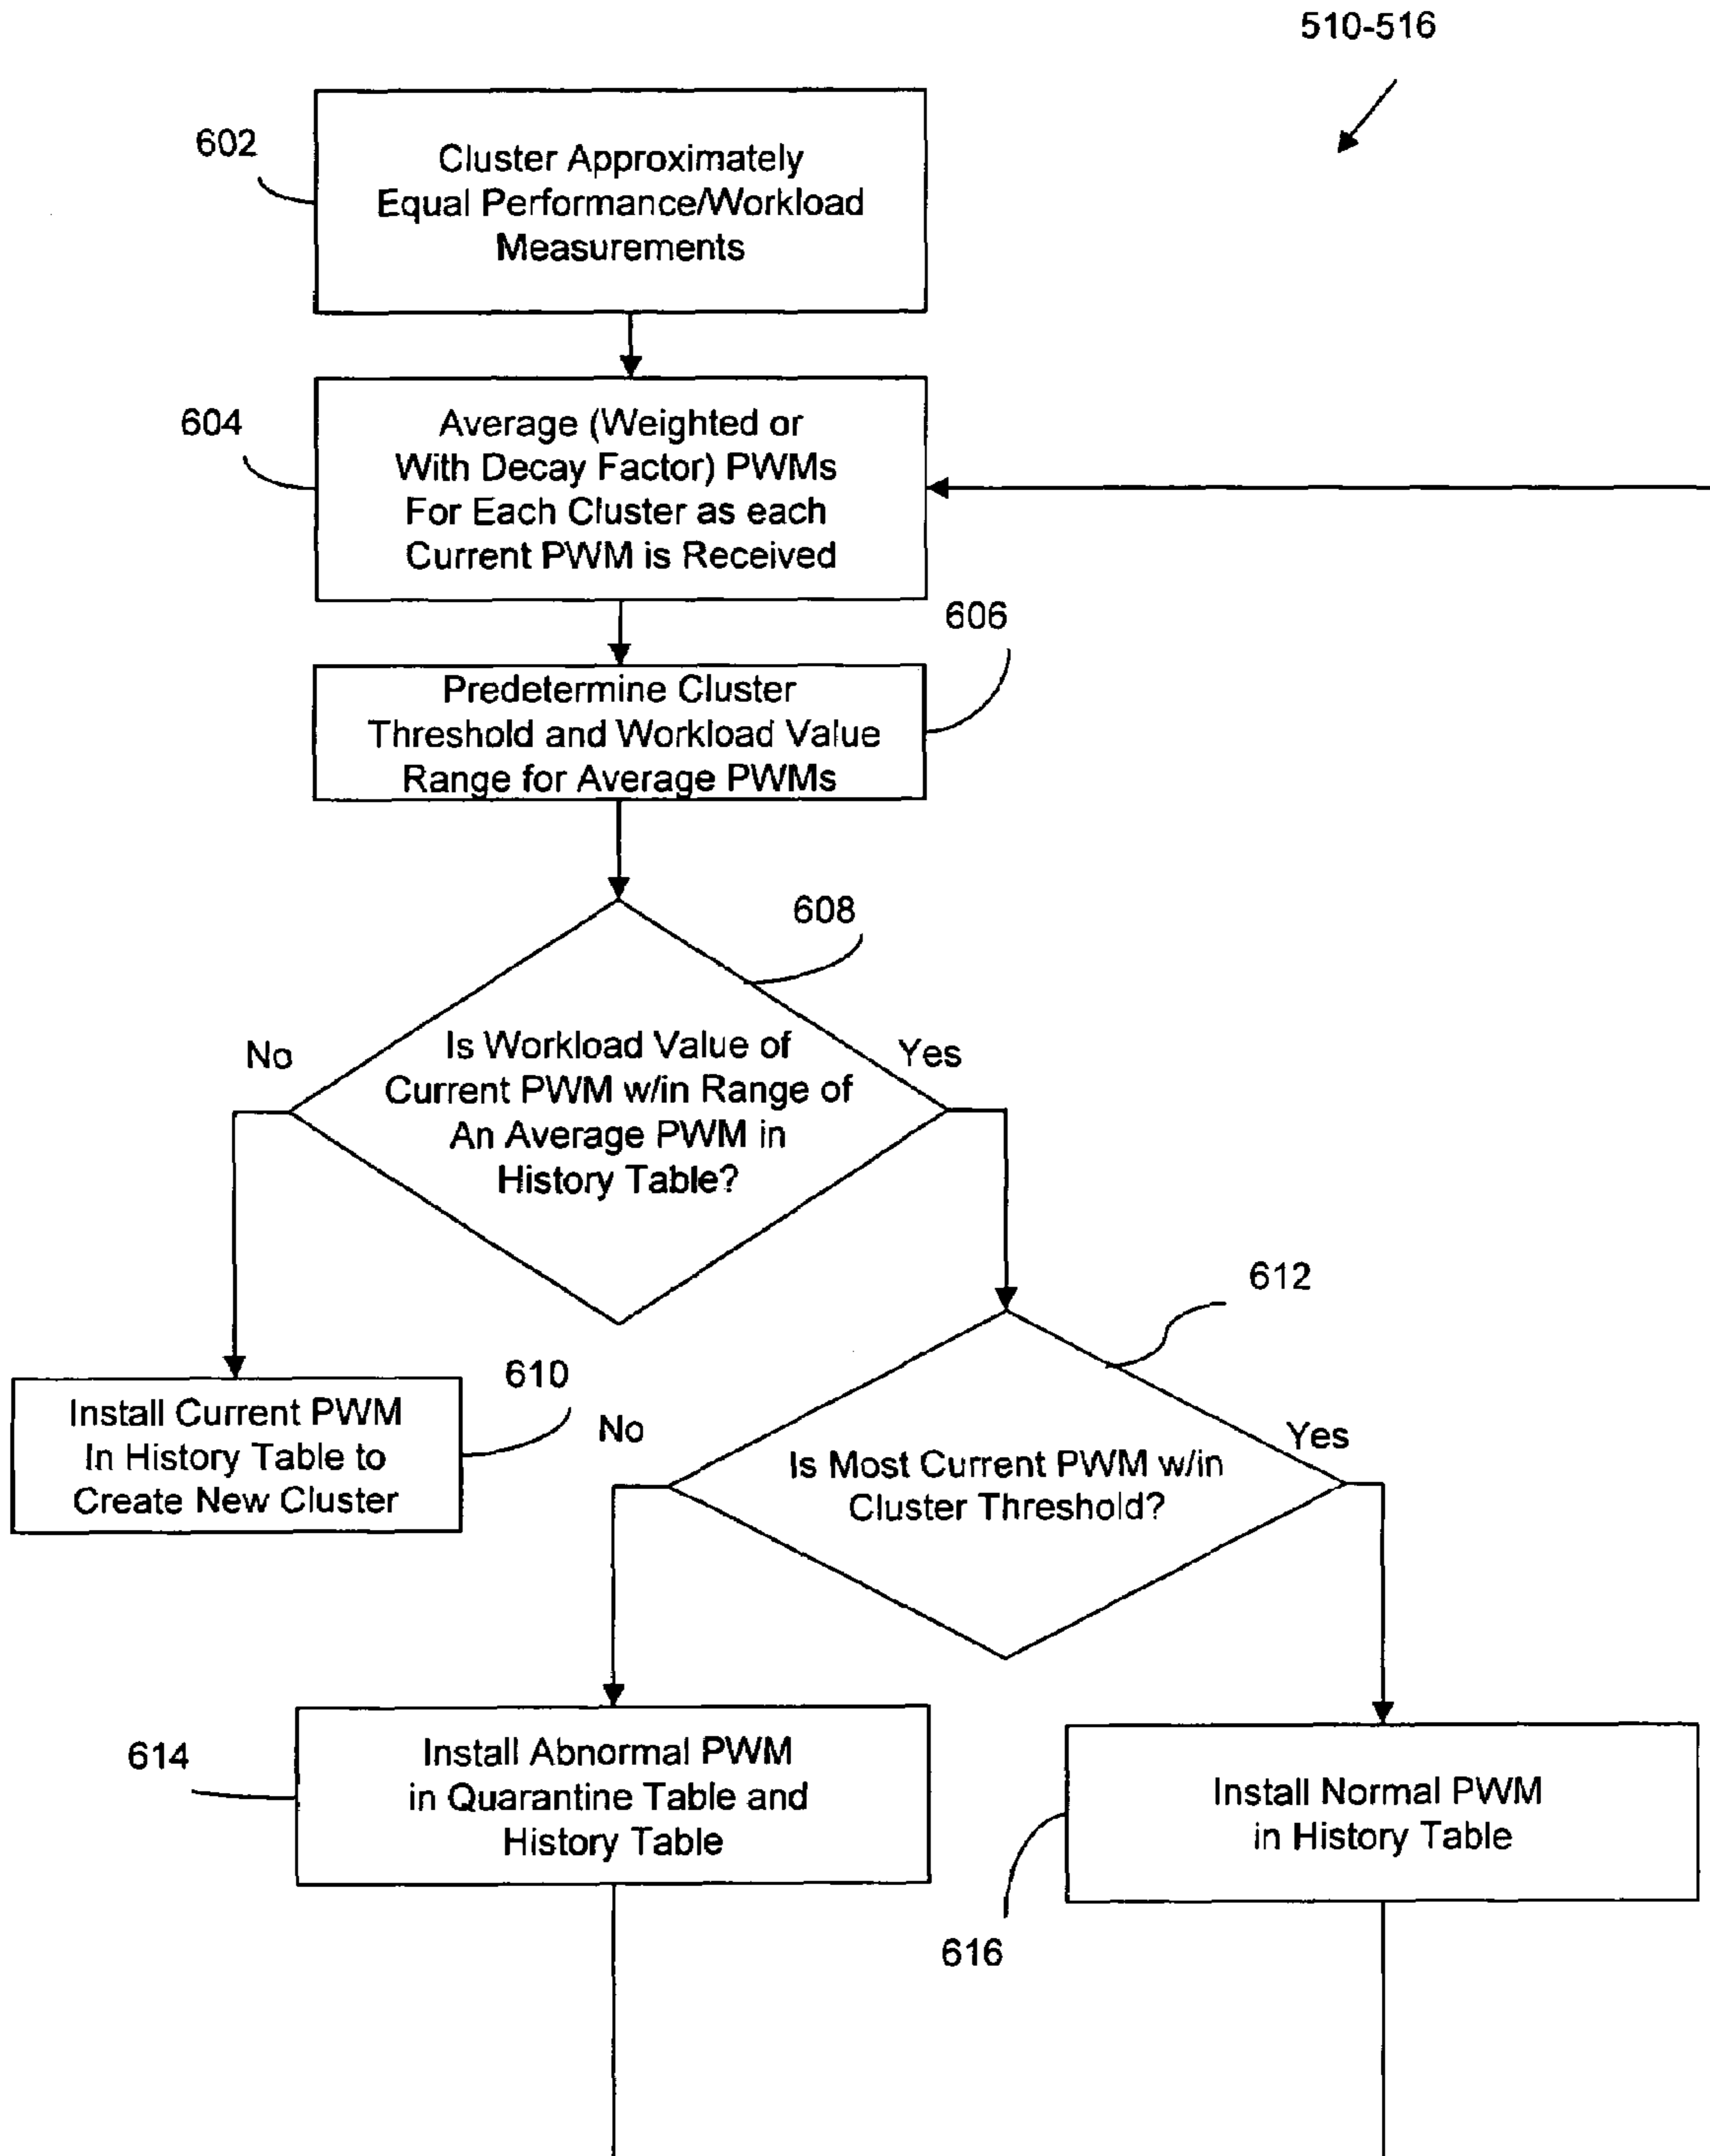 510-516
602
Cluster Approximately
Equal Performance/Workload
Measurements
604
Average (Weighted or
With Decay Factor) PWMs
For Each Cluster as each
Current PWM is Received
606
Predetermine Cluster
Threshold and Workload Value
Range for Average PWMs
608
No
Is Workload Value of
Current PWM w/in Range of
An Average PWM in
History Table?
Yes
612
610
Install Current PWM
In History Table to
Create New Cluster
No
Is Most Current PWM w/in
Cluster Threshold?
Yes
614
Install Abnormal PWM
in Quarantine Table and
History Table
Install Normal PWM
in History Table
616